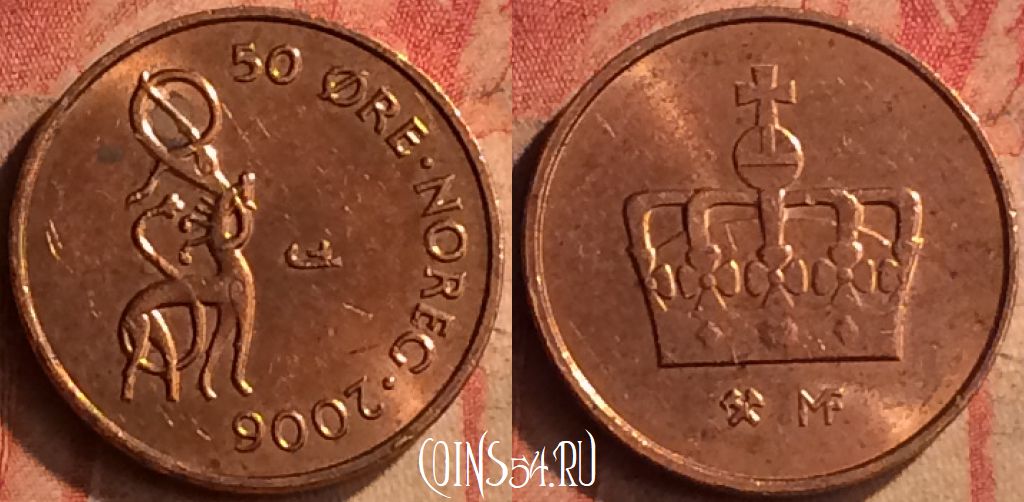 50 ØRE · NOREG · 2006
MF
COINS54.RU